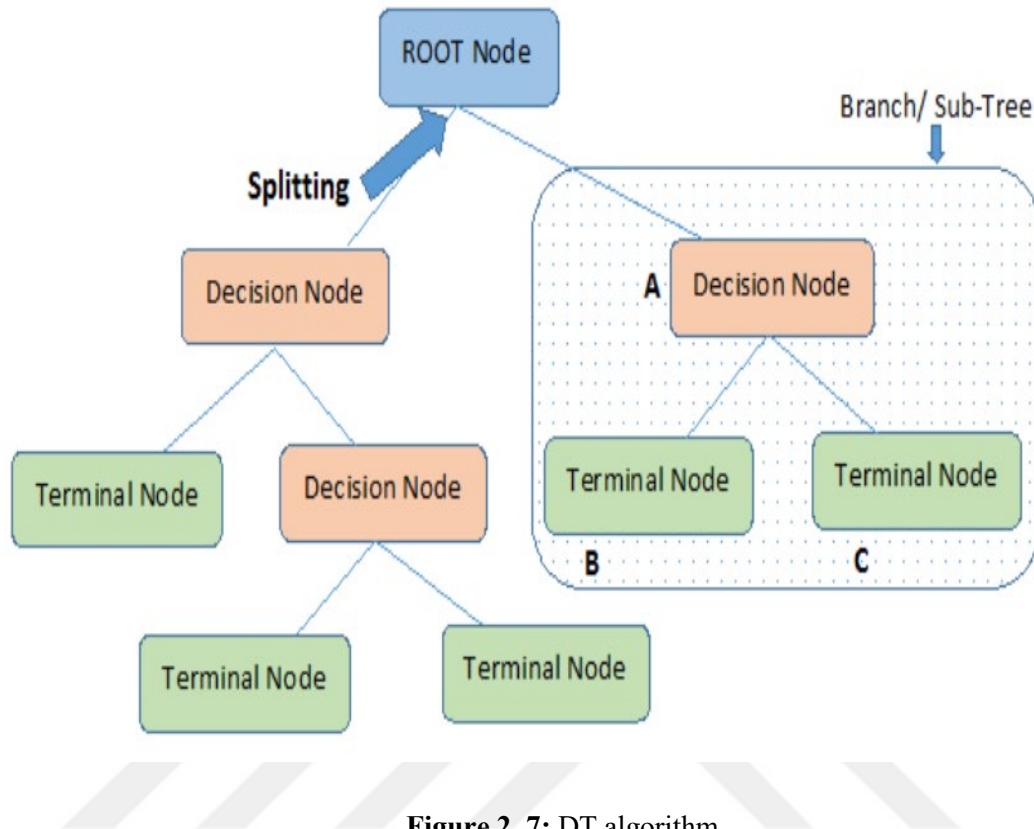 ROOT Node
Branch/ Sub-Tree
Splitting
Decision Node
A
Decision Node
Terminal Node
Decision Node
Terminal Node
Terminal Node
B
C
Terminal Node
Terminal Node
Figure 2. 7: DT algorithm